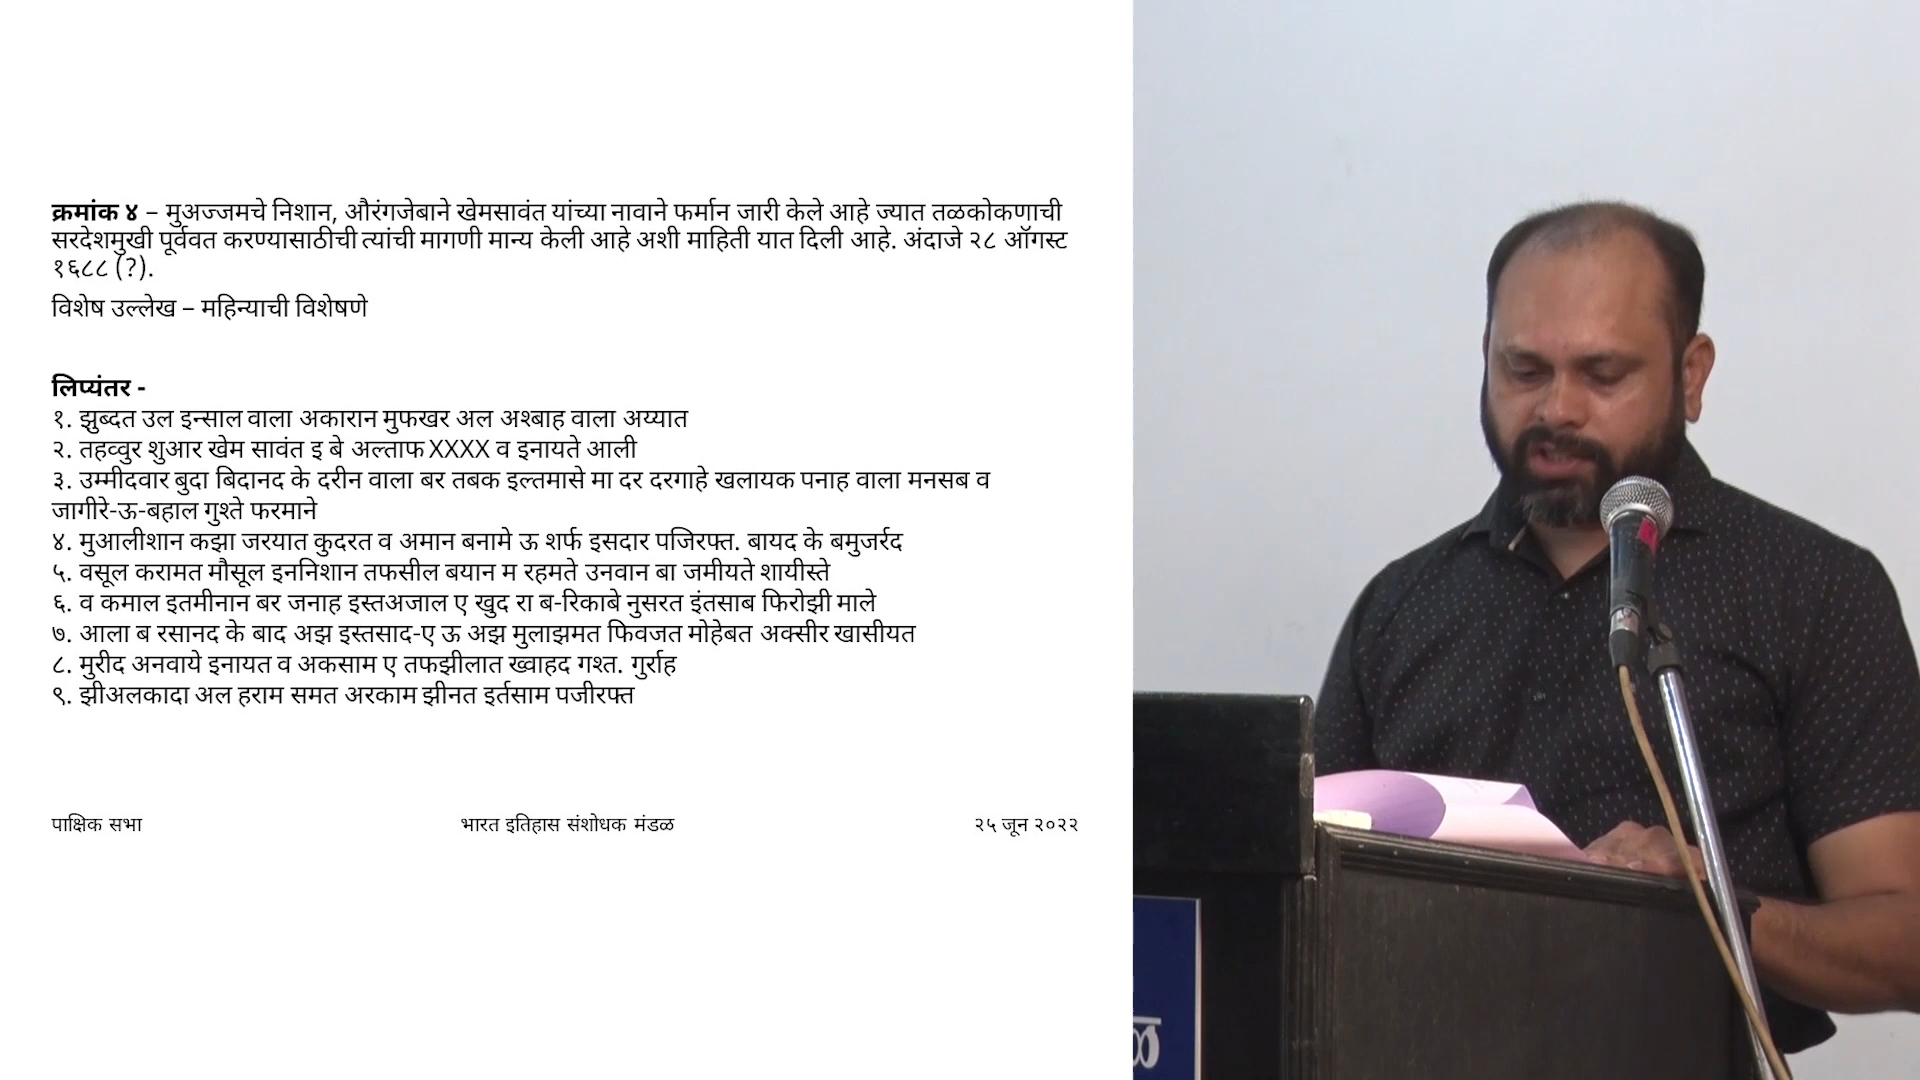 क्रमांक ४ – मुअज्जमचे निशान, औरंगजेबाने खेमसावंत यांच्या नावाने फर्मान जारी केले आहे ज्यात तळकोकणाची
सरदेशमुखी पूर्ववत करण्यासाठीची त्यांची मागणी मान्य केली आहे अशी माहिती यात दिली आहे. अंदाजे २८ ऑगस्ट
१६८८ (?).
विशेष उल्लेख – महिन्याची विशेषणे
लिप्यंतर -
१. झुब्दत उल इन्साल वाला अकारान मुफखर अल अश्बाह वाला अय्यात
२. तहव्वुर शुआर खेम सावंत इ बे अल्ताफ XXXX व इनायते आली
३. उम्मीदवार बुदा बिदानद के दरीन वाला बर तबक इल्तमासे मा दर दरगाहे खलायक पनाह वाला मनसब व
जागीरे-ऊ-बहाल गुश्ते फरमाने
४. मुआलीशान कझा जरयात कुदरत व अमान बनामे ऊ शर्फ इसदार पजिरफ्त. बायद के बमुजर्रद
५. वसूल करामत मौसूल इननिशान तफसील बयान म रहमते उनवान बा जमीयते शायीस्ते
६. व कमाल इतमीनान बर जनाह इस्तअजाल ए खुद रा ब-रिकाबे नुसरत इंतसाब फिरोझी माले
७. आला ब रसानद के बाद अझ इस्तसाद-ए ऊ अझ मुलाझमत फिवजत मोहेबत अक्सीर खासीयत
८. मुरीद अनवाये इनायत व अकसाम ए तफझीलात ख्वाहद गश्त. गुर्राह
९. झीअलकादा अल हराम समत अरकाम झीनत इर्तसाम पजीरफ्त
पाक्षिक सभा
भारत इतिहास संशोधक मंडळ
२५ जून २०२२